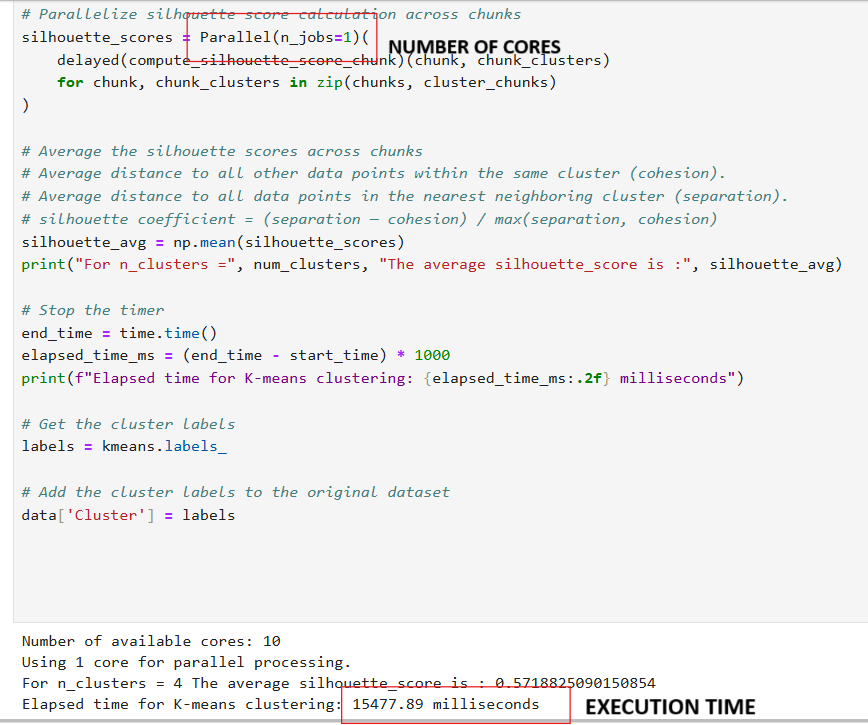 # Parallelize silhouette score calculation across chunks
silhouette_scores = Parallel(n_jobs=1)(
NUMBER OF CORES
    delayed(compute_silhouette_score_chunk)(chunk, chunk_clusters)
    for chunk, chunk_clusters in zip(chunks, cluster_chunks)
)
# Average the silhouette scores across chunks
# Average distance to all other data points within the same cluster (cohesion).
# Average distance to all data points in the nearest neighboring cluster (separation).
# silhouette coefficient = (separation – cohesion) / max(separation, cohesion)
silhouette_avg = np.mean(silhouette_scores)
print("For n_clusters =", num_clusters, "The average silhouette_score is :", silhouette_avg)
# Stop the timer
end_time = time.time()
elapsed_time_ms = (end_time - start_time) * 1000
print(f"Elapsed time for K-means clustering: {elapsed_time_ms:.2f} milliseconds")
# Get the cluster labels
labels = kmeans.labels_
# Add the cluster labels to the original dataset
data['Cluster'] = labels
Number of available cores: 10
Using 1 core for parallel processing.
For n_clusters = 4 The average silhouette_score is : 0.5718825090150854
Elapsed time for K-means clustering: 15477.89 milliseconds
EXECUTION TIME